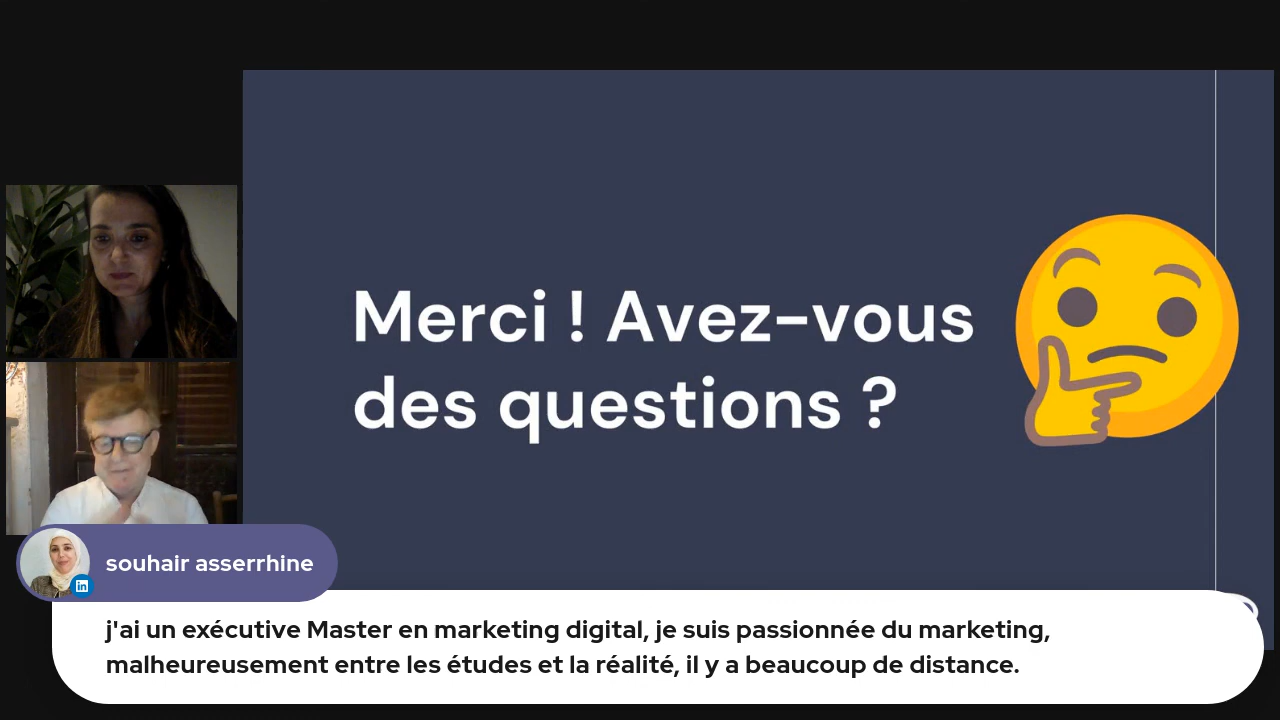 Merci ! Avez-vous
des questions ?
souhair asserrhine
in
j'ai un exécutive Master en marketing digital, je suis passionnée du marketing,
malheureusement entre les études et la réalité, il y a beaucoup de distance.